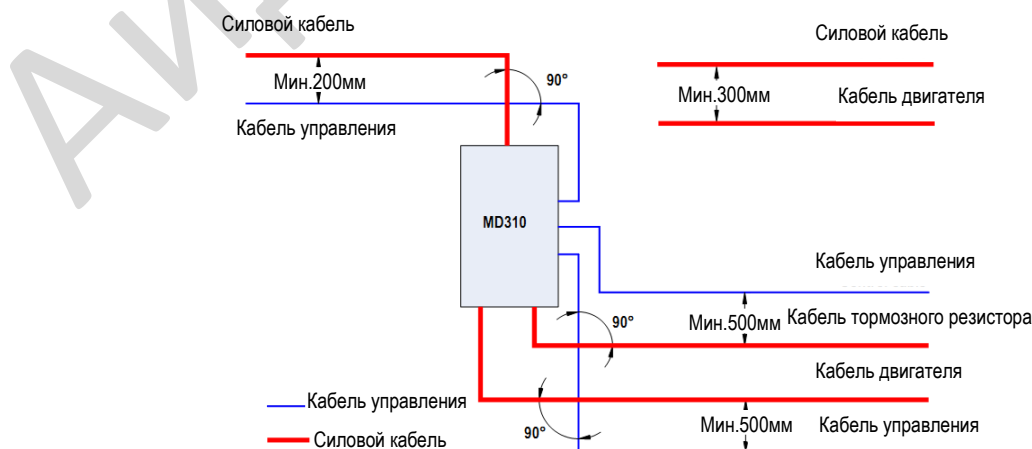 Силовой кабель
Мин.200мм
90°
Кабель управления
Силовой кабель
Мин.300мм
Кабель двигателя
MD310
Кабель управления
90°
Мин.500мм
Кабель тормозного резистора
Кабель двигателя
90°
Мин.500мм
Кабель управления
Кабель управления
Силовой кабель